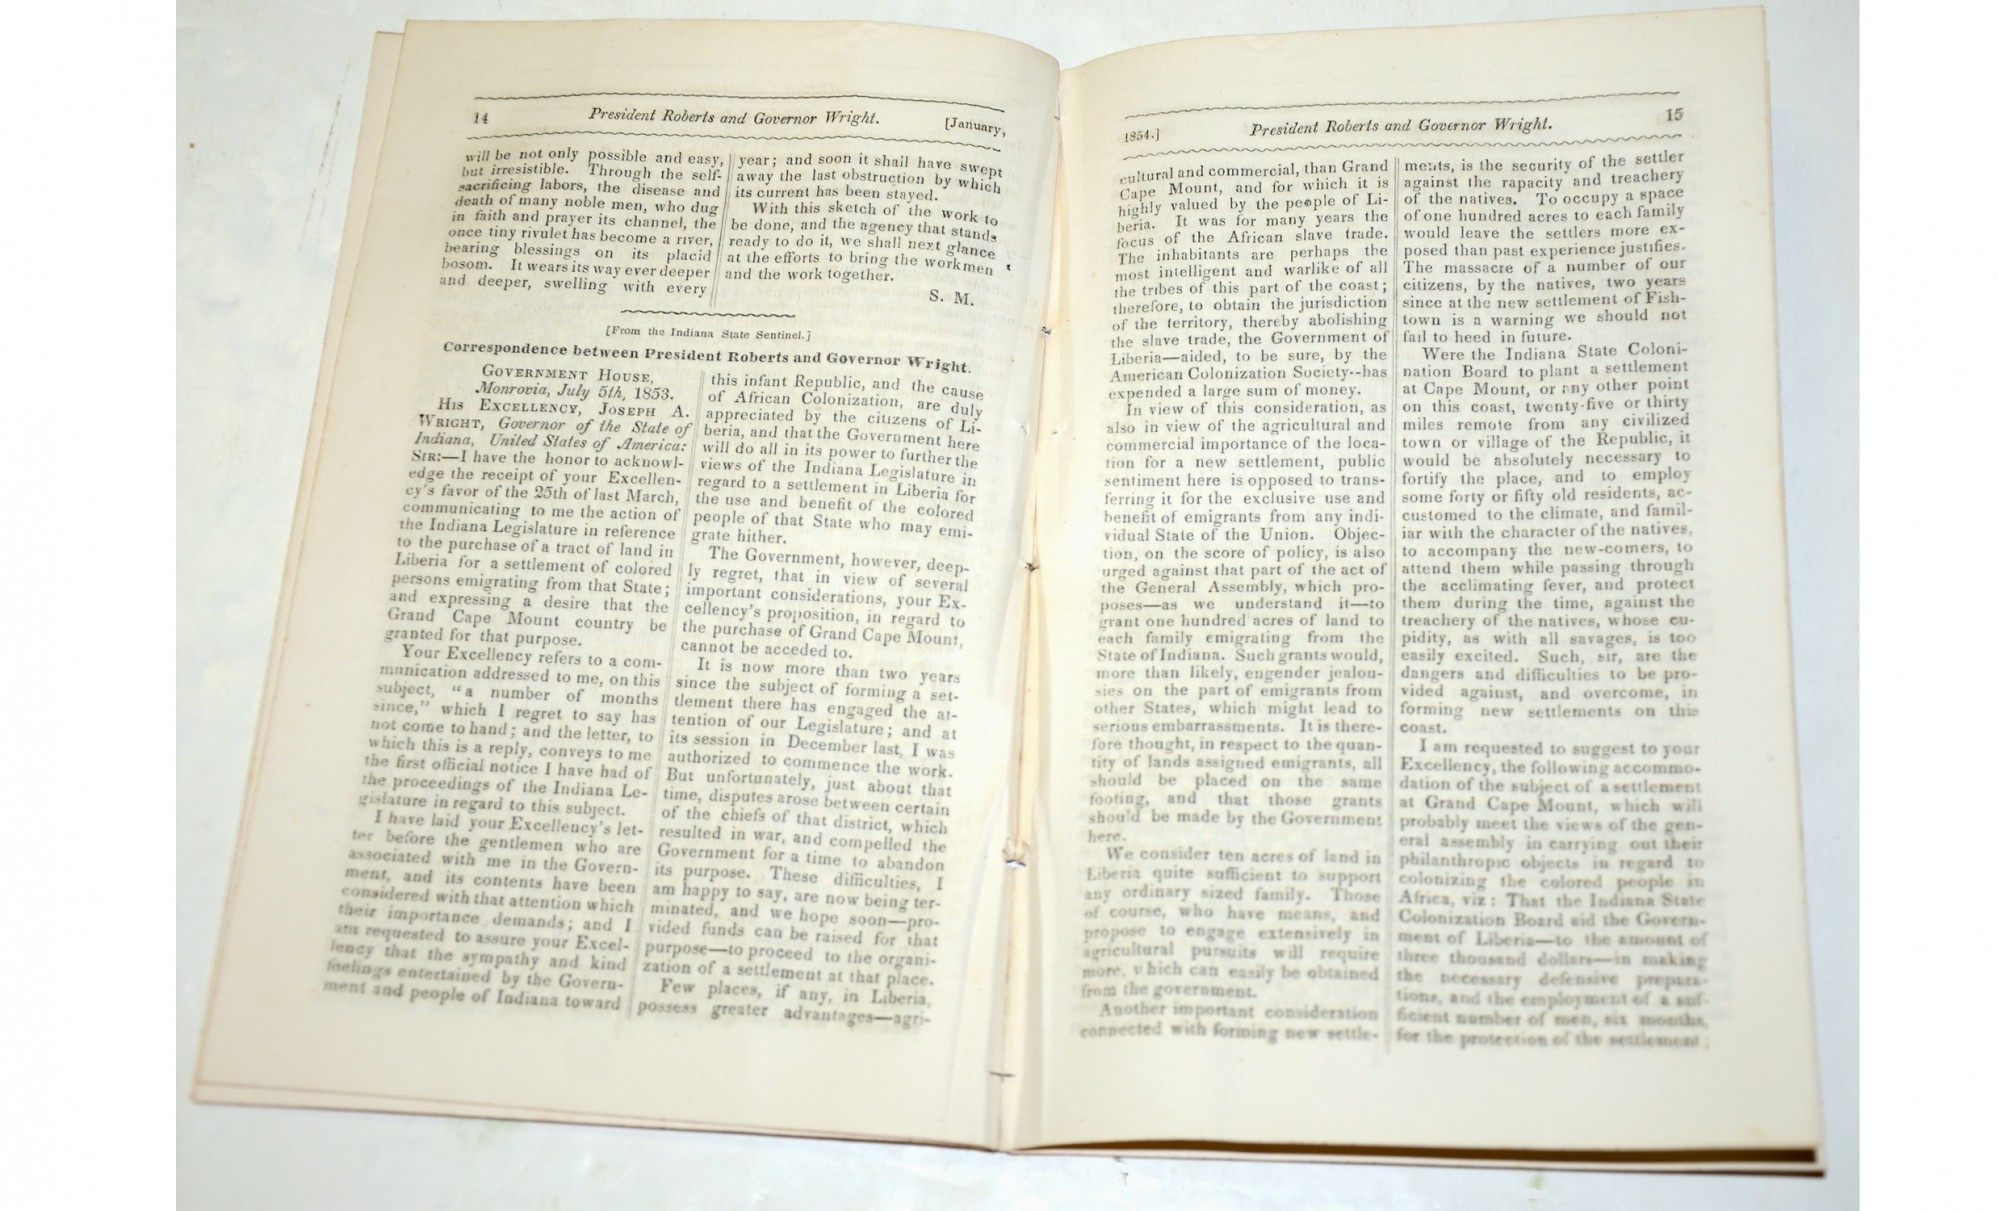 14
President Roberts and Governor Wright.
[January,
will be not only possible and easy,
but irresistible. Through the self-
sacrificing labors, the disease and
death of many noble men, who dug
in faith and prayer its channel, the
once tiny rivulet has become a river,
bearing blessings on its placid
bosom. It wears its way ever deeper
and deeper, swelling with every
year; and soon it shall have swept
away the last obstruction by which
its current has been stayed.
With this sketch of the work to
be done, and the agency that stands
ready to do it, we shall next glance
at the efforts to bring the workmen
and the work together.
S. M.
[From the Indiana State Sentinel.]
Correspondence between President Roberts and Governor Wright.
GOVERNMENT HOUSE,
Monrovia, July 5th, 1853.
HIS EXCELLENCY, JOSEPH A.
WRIGHT, Governor of the State of
Indiana, United States of America:
SIR:—I have the honor to acknowl-
edge the receipt of your Excellen-
cy's favor of the 25th of last March,
communicating to me the action of
the Indiana Legislature in reference
to the purchase of a tract of land in
Liberia for a settlement of colored
persons emigrating from that State;
and expressing a desire that the
Grand Cape Mount country be
granted for that purpose.
Your Excellency refers to a com-
munication addressed to me, on this
subject, "a number of months
since," which I regret to say has
not come to hand; and the letter, to
which this is a reply, conveys to me
the first official notice I have had of
the proceedings of the Indiana Le-
gislature in regard to this subject.
I have laid your Excellency's let-
ter before the gentlemen who are
associated with me in the Govern-
ment, and its contents have been
considered with that attention which
their importance demands; and I
am requested to assure your Excel-
lency that the sympathy and kind
feelings entertained by the Govern-
ment and people of Indiana toward
this infant Republic, and the cause
of African Colonization, are duly
appreciated by the citizens of Li-
beria, and that the Government here
will do all in its power to further the
views of the Indiana Legislature in
regard to a settlement in Liberia for
the use and benefit of the colored
people of that State who may emi-
grate hither.
The Government, however, deep-
ly regret, that in view of several
important considerations, your Ex-
cellency's proposition, in regard to
the purchase of Grand Cape Mount,
cannot be acceded to.
It is now more than two years
since the subject of forming a set-
tlement there has engaged the at-
tention of our Legislature; and at
its session in December last, I was
authorized to commence the work.
But unfortunately, just about that
time, disputes arose between certain
of the chiefs of that district, which
resulted in war, and compelled the
Government for a time to abandon
its purpose. These difficulties, I
am happy to say, are now being ter-
minated, and we hope soon—pro-
vided funds can be raised for that
purpose—to proceed to the organi-
zation of a settlement at that place.
Few places, if any, in Liberia,
possess greater advantages—agri-
1854.]
President Roberts and Governor Wright.
15
cultural and commercial, than Grand
Cape Mount, and for which it is
highly valued by the people of Li-
beria. It was for many years the
focus of the African slave trade.
The inhabitants are perhaps the
most intelligent and warlike of all
the tribes of this part of the coast;
therefore, to obtain the jurisdiction
of the territory, thereby abolishing
the slave trade, the Government of
Liberia—aided, to be sure, by the
American Colonization Society--has
expended a large sum of money.
In view of this consideration, as
also in view of the agricultural and
commercial importance of the loca-
tion for a new settlement, public
sentiment here is opposed to trans-
ferring it for the exclusive use and
benefit of emigrants from any indi-
vidual State of the Union. Objec-
tion, on the score of policy, is also
urged against that part of the act of
the General Assembly, which pro-
poses—as we understand it—to
grant one hundred acres of land to
each family emigrating from the
State of Indiana. Such grants would,
more than likely, engender jealou-
sies on the part of emigrants from
other States, which might lead to
serious embarrassments. It is there-
fore thought, in respect to the quan-
tity of lands assigned emigrants, all
should be placed on the same
footing, and that those grants
should be made by the Government
here.
We consider ten acres of land in
Liberia quite sufficient to support
any ordinary sized family. Those
of course, who have means, and
propose to engage extensively in
agricultural pursuits will require
more, which can easily be obtained
from the government.
Another important consideration
connected with forming new settle-
ments, is the security of the settler
against the rapacity and treachery
of the natives. To occupy a space
of one hundred acres to each family
would leave the settlers more ex-
posed than past experience justifies.
The massacre of a number of our
citizens, by the natives, two years
since at the new settlement of Fish-
town is a warning we should not
fail to heed in future.
Were the Indiana State Coloni-
nation Board to plant a settlement
at Cape Mount, or any other point
on this coast, twenty-five or thirty
miles remote from any civilized
town or village of the Republic, it
would be absolutely necessary to
fortify the place, and to employ
some forty or fifty old residents, ac-
customed to the climate, and famil-
iar with the character of the natives,
to accompany the new-comers, to
attend them while passing through
the acclimating fever, and protect
them during the time, against the
treachery of the natives, whose cu-
pidity, as with all savages, is too
easily excited. Such, sir, are the
dangers and difficulties to be pro-
vided against, and overcome, in
forming new settlements on this
coast.
I am requested to suggest to your
Excellency, the following accommo-
dation of the subject of a settlement
at Grand Cape Mount, which will
probably meet the views of the gen-
eral assembly in carrying out their
philanthropic objects in regard to
colonizing the colored people in
Africa, viz: That the Indiana State
Colonization Board aid the Govern-
ment of Liberia—to the amount of
three thousand dollars—in making
the necessary defensive prepara-
tions, and the employment of a suf-
ficient number of men, six months,
for the protection of the settlement;